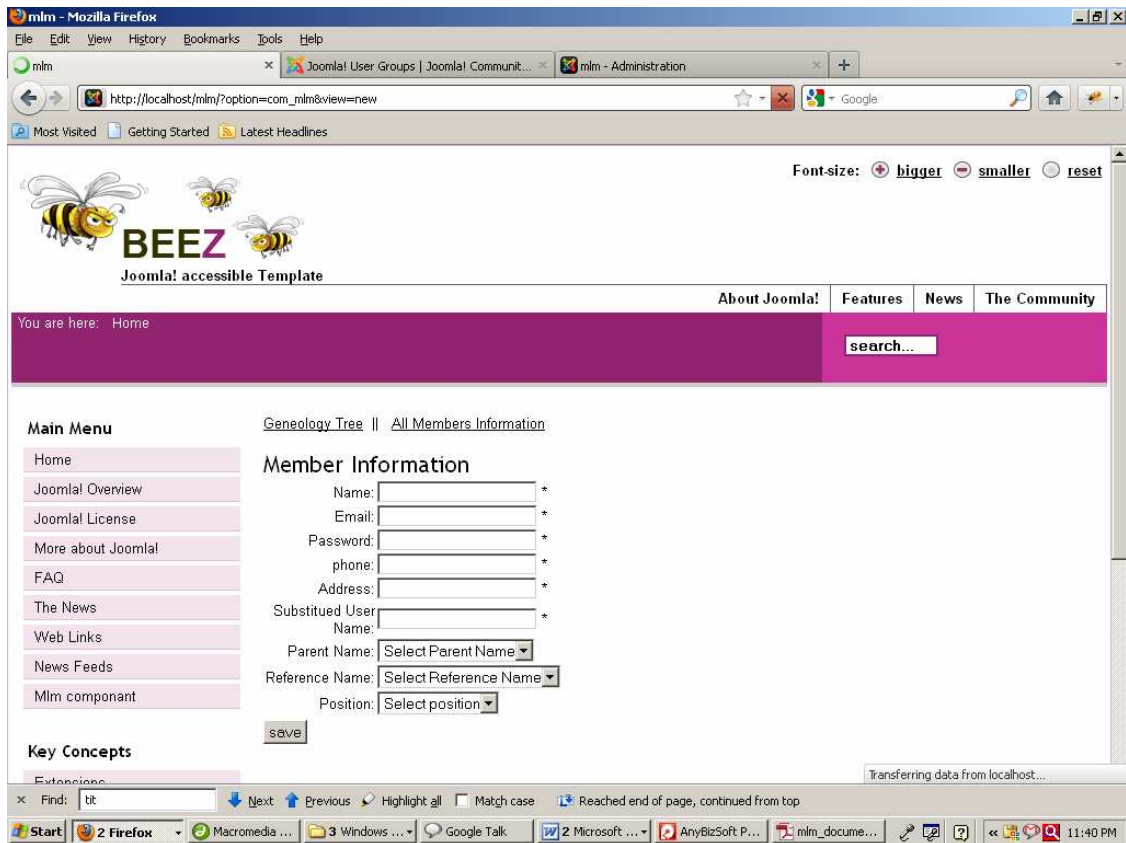 mlm - Mozilla Firefox
File Edit View History Bookmarks Tools Help
mlm
Joomla! User Groups | Joomla! Communit...
mlm - Administration
http://localhost/mlm/?option=com_mlm&view=new
Google
Most Visited Getting Started Latest Headlines
Font-size: bigger smaller reset
BEEZ
Joomla! accessible Template
About Joomla! Features News The Community
You are here: Home
search...
Main Menu
Home
Joomla! Overview
Joomla! License
More about Joomla!
FAQ
The News
Web Links
News Feeds
Mlm componant
Key Concepts
Extensions
Geneology Tree || All Members Information
Member Information
Name: *
Email: *
Password: *
phone: *
Address: *
Substitued User
Name: *
Parent Name: Select Parent Name
Reference Name: Select Reference Name
Position: Select position
save
Transferring data from localhost...
Find: tit Next Previous Highlight all Match case Reached end of page, continued from top
Start 2 Firefox Macromedia ... 3 Windows ... Google Talk 2 Microsoft ... AnyBizSoft P... mlm_docume... 11:40 PM